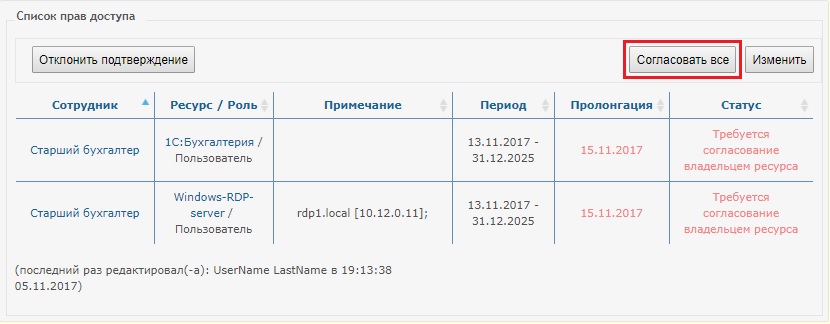 Список прав доступа
Отклонить подтверждение Согласовать все Изменить
Сотрудник Ресурс / Роль Примечание Период Пролонгация Статус
Старший бухгалтер
1С:Бухгалтерия /
Пользователь
13.11.2017 -
31.12.2025
15.11.2017
Требуется
согласование
владельцем ресурса
Старший бухгалтер
Windows-RDP-
server /
Пользователь
rdp1.local [10.12.0.11];
13.11.2017 -
31.12.2025
15.11.2017
Требуется
согласование
владельцем ресурса
(последний раз редактировал(-а): UserName LastName в 19:13:38
05.11.2017)